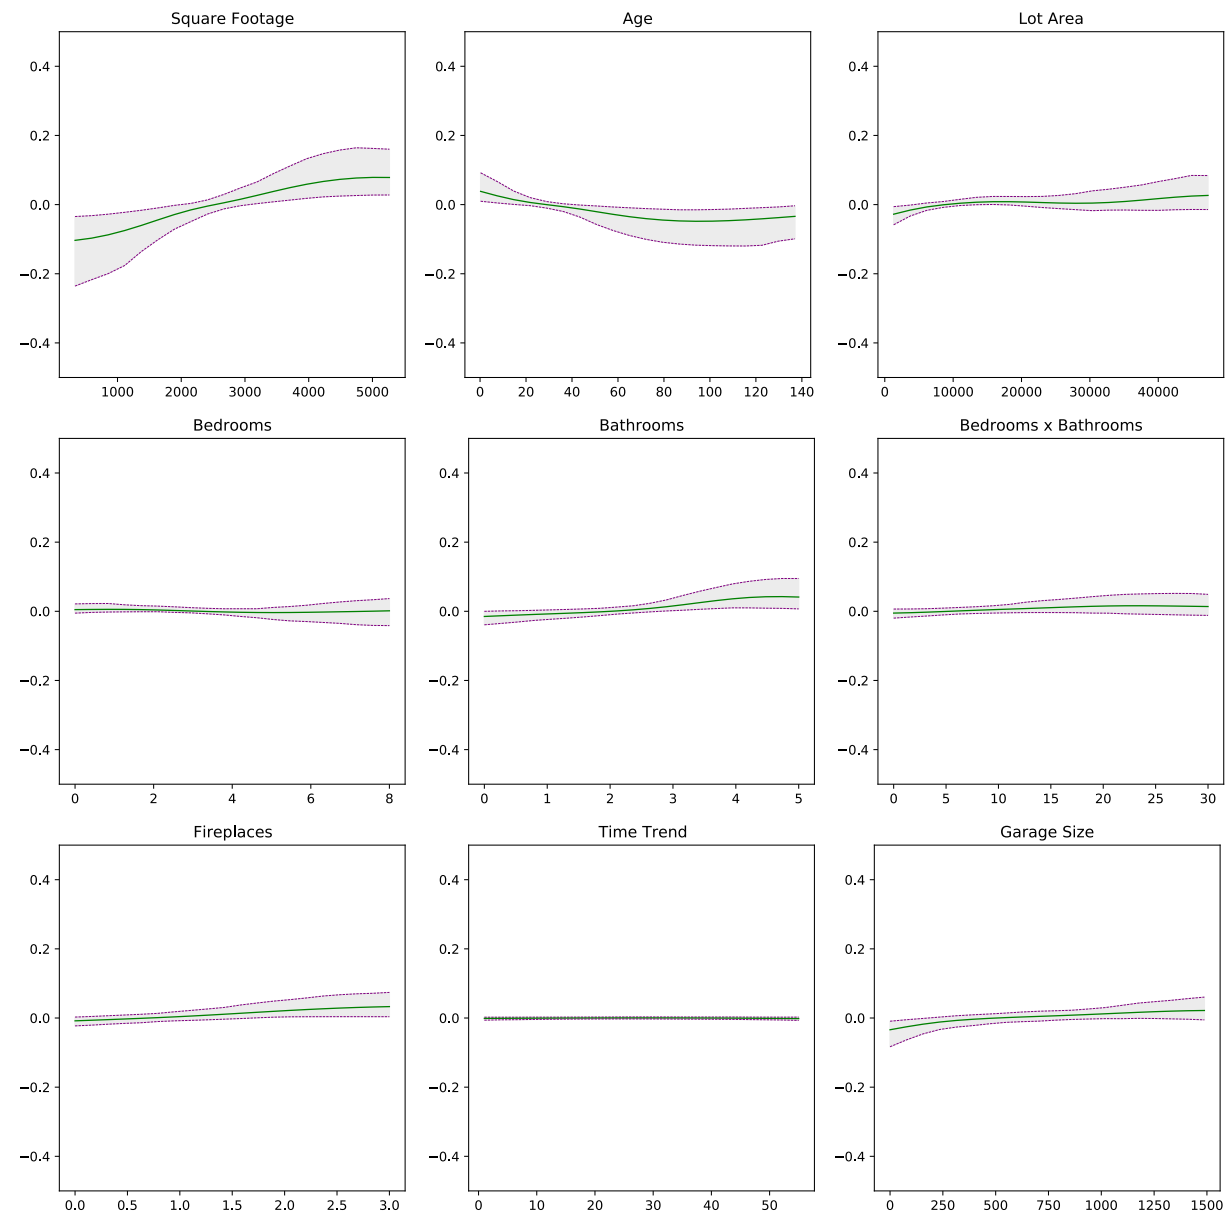 Square Footage
Age
Lot Area
0.4
0.2
0.0
−0.2
−0.4
1000 2000 3000 4000 5000
0.4
0.2
0.0
−0.2
−0.4
0 20 40 60 80 100 120 140
0.4
0.2
0.0
−0.2
−0.4
0 10000 20000 30000 40000
Bedrooms
Bathrooms
Bedrooms x Bathrooms
0.4
0.2
0.0
−0.2
−0.4
0 2 4 6 8
0.4
0.2
0.0
−0.2
−0.4
0 1 2 3 4 5
0.4
0.2
0.0
−0.2
−0.4
0 5 10 15 20 25 30
Fireplaces
Time Trend
Garage Size
0.4
0.2
0.0
−0.2
−0.4
0.0 0.5 1.0 1.5 2.0 2.5 3.0
0.4
0.2
0.0
−0.2
−0.4
0 10 20 30 40 50
0.4
0.2
0.0
−0.2
−0.4
0 250 500 750 1000 1250 1500